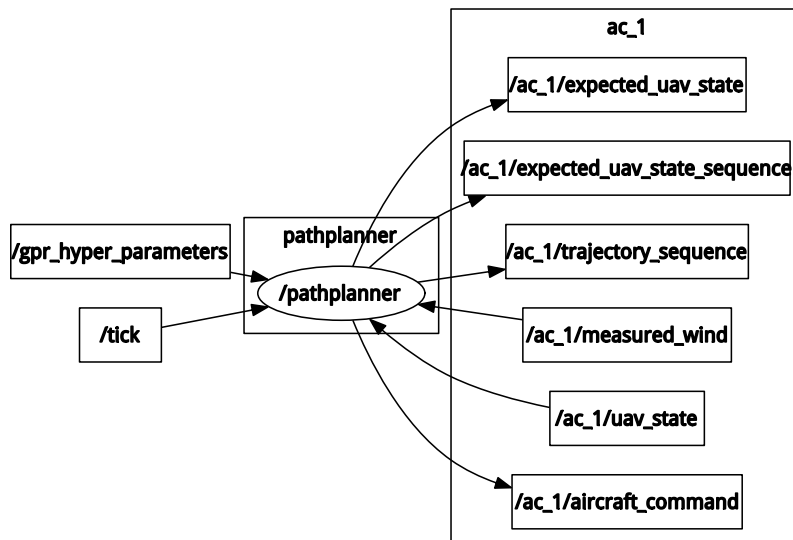 ac_1
/ac_1/expected_uav_state
/ac_1/expected_uav_state_sequence
pathplanner
/gpr_hyper_parameters
/ac_1/trajectory_sequence
/pathplanner
/tick
/ac_1/measured_wind
/ac_1/uav_state
/ac_1/aircraft_command